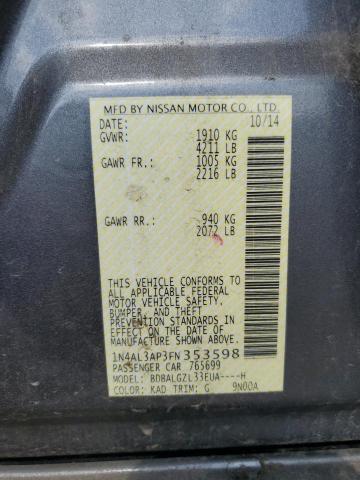 MFD BY NISSAN MOTOR CO., LTD.
DATE: 10/14
GVWR: 1910 KG
4211 LB
GAWR FR.: 1005 KG
2216 LB
GAWR RR.: 940 KG
2072 LB
THIS VEHICLE CONFORMS TO
ALL APPLICABLE FEDERAL
MOTOR VEHICLE SAFETY,
BUMPER, AND THEFT
PREVENTION STANDARDS IN
EFFECT ON THE DATE OF
MANUFACTURE SHOWN ABOVE.
1N4AL3AP3FN353598
PASSENGER CAR 765699
MODEL: BDBALGZL33EUA----H
COLOR: KAD TRIM: G 9N00A